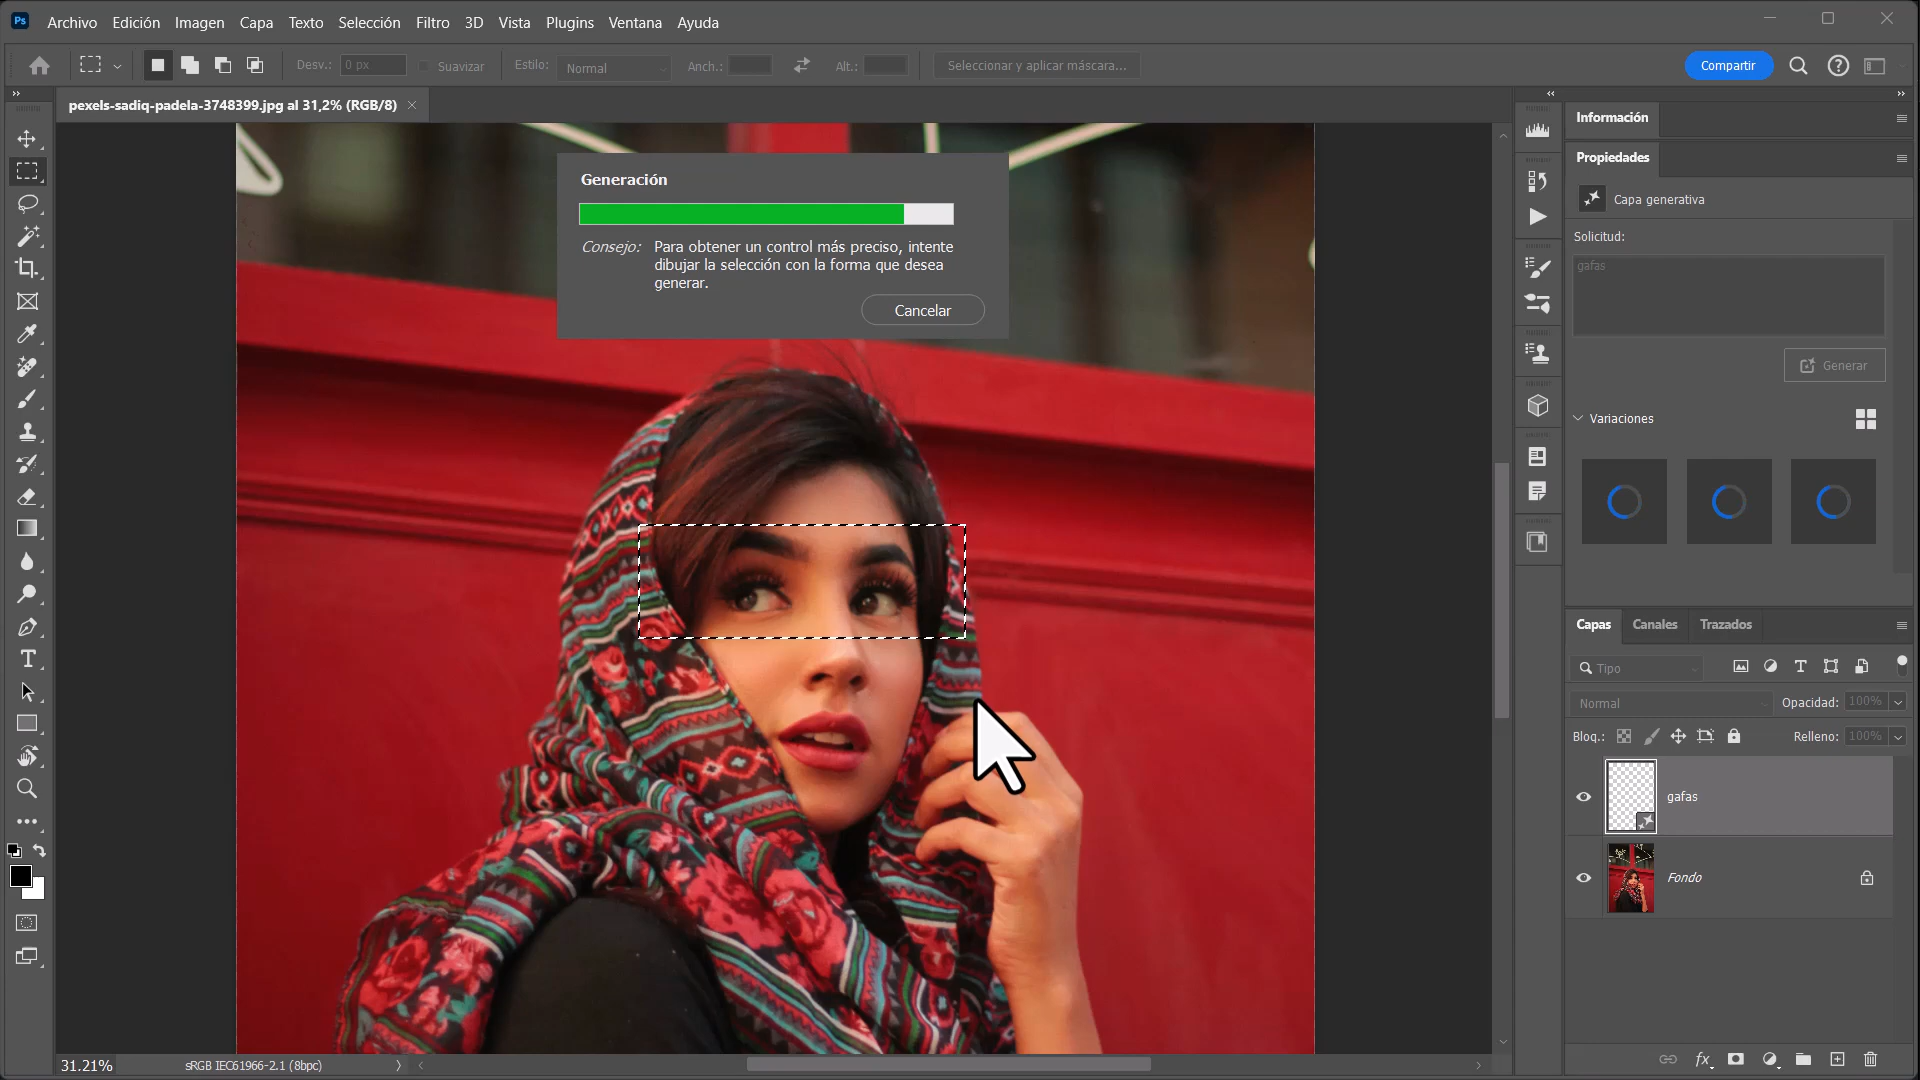 Ps Archivo Edición Imagen Capa Texto Selección Filtro 3D Vista Plugins Ventana Ayuda
Desv.: 0 px Suavizar Estilo: Normal Anch.: Alt.: Seleccionar y aplicar máscara... Compartir
pexels-sadiq-padela-3748399.jpg al 31,2% (RGB/8)
Generación
Consejo: Para obtener un control más preciso, intente
dibujar la selección con la forma que desea
generar.
Cancelar
Información
Propiedades
Capa generativa
Solicitud:
gafas
Generar
Variaciones
Capas Canales Trazados
Tipo
Normal Opacidad: 100%
Bloq.: Relleno: 100%
gafas
Fondo
31.21% sRGB IEC61966-2.1 (8bpc)
fx